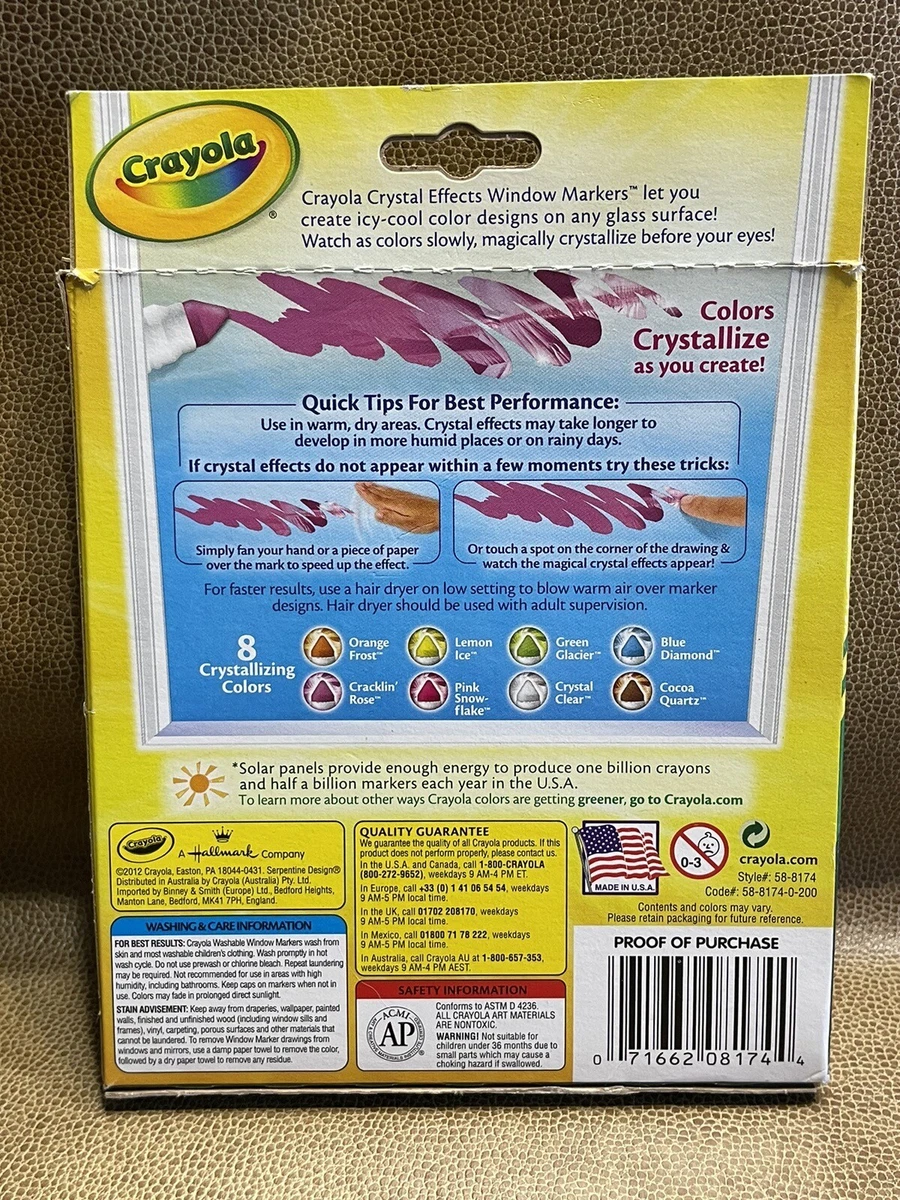 Crayola
®
Crayola Crystal Effects Window Markers™ let you
create icy-cool color designs on any glass surface!
Watch as colors slowly, magically crystallize before your eyes!
Colors
Crystallize
as you create!
Quick Tips For Best Performance:
Use in warm, dry areas. Crystal effects may take longer to
develop in more humid places or on rainy days.
If crystal effects do not appear within a few moments try these tricks:
Simply fan your hand or a piece of paper
over the mark to speed up the effect.
Or touch a spot on the corner of the drawing &
watch the magical crystal effects appear!
For faster results, use a hair dryer on low setting to blow warm air over marker
designs. Hair dryer should be used with adult supervision.
8
Crystallizing
Colors
Orange
Frost™
Lemon
Ice™
Green
Glacier™
Blue
Diamond™
Cracklin'
Rose™
Pink
Snow-
flake™
Crystal
Clear™
Cocoa
Quartz™
*Solar panels provide enough energy to produce one billion crayons
and half a billion markers each year in the U.S.A.
To learn more about other ways Crayola colors are getting greener, go to Crayola.com
Crayola
A Hallmark Company
©2012 Crayola, Easton, PA 18044-0431. Serpentine Design®
Distributed in Australia by Crayola (Australia) Pty. Ltd.
Imported by Binney & Smith (Europe) Ltd., Bedford Heights,
Manton Lane, Bedford, MK41 7PH, England.
WASHING & CARE INFORMATION
FOR BEST RESULTS: Crayola Washable Window Markers wash from
skin and most washable children's clothing. Wash promptly in hot
wash cycle. Do not use prewash or chlorine bleach. Repeat laundering
may be required. Not recommended for use in areas with high
humidity, including bathrooms. Keep caps on markers when not in
use. Colors may fade in prolonged direct sunlight.
STAIN ADVISEMENT: Keep away from draperies, wallpaper, painted
walls, finished and unfinished wood (including window sills and
frames), vinyl, carpeting, porous surfaces and other materials that
cannot be laundered. To remove Window Marker drawings from
windows and mirrors, use a damp paper towel to remove the color,
followed by a dry paper towel to remove any residue.
QUALITY GUARANTEE
We guarantee the quality of all Crayola products. If this
product does not perform properly, please contact us.
In the U.S. and Canada, call 1-800-CRAYOLA
(800-272-9652), weekdays 9 AM-4 PM ET.
In Europe, call +33 (0) 1 41 06 54 54, weekdays
9 AM-5 PM local time.
In the UK, call 01702 208170, weekdays
9 AM-5 PM local time.
In Mexico, call 01800 71 78 222, weekdays
9 AM-5 PM local time.
In Australia, call Crayola AU at 1-800-657-353,
weekdays 9 AM-4 PM AEST.
SAFETY INFORMATION
ACMI
AP
Conforms to ASTM D 4236.
ALL CRAYOLA ART MATERIALS
ARE NONTOXIC.
WARNING! Not suitable for
children under 36 months due to
small parts which may cause a
choking hazard if swallowed.
MADE IN U.S.A.
0-3
crayola.com
Style#: 58-8174
Code#: 58-8174-0-200
Contents and colors may vary.
Please retain packaging for future reference.
PROOF OF PURCHASE
0 71662 08174 4